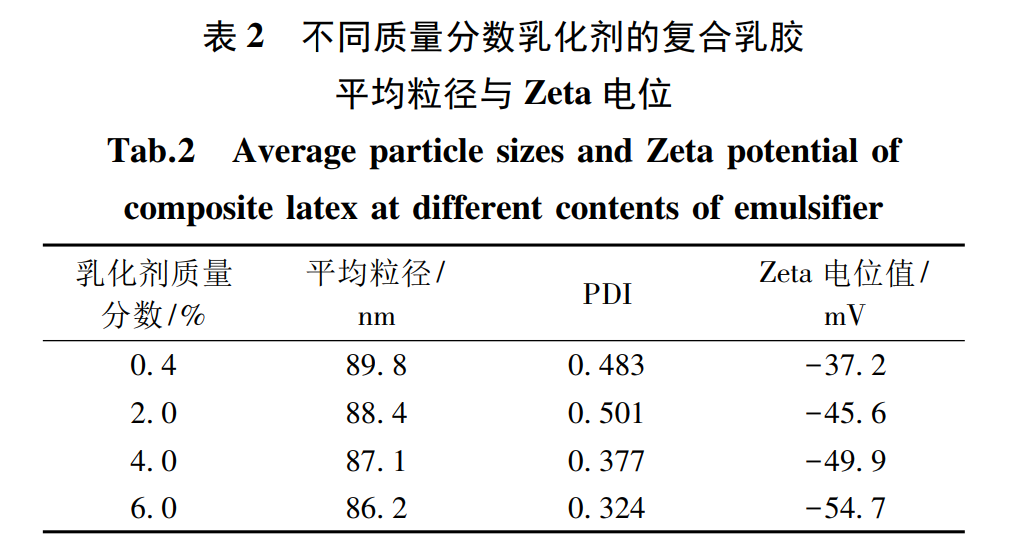 表 2 不同质量分数乳化剂的复合乳胶
平均粒径与 Zeta 电位
Tab.2 Average particle sizes and Zeta potential of
composite latex at different contents of emulsifier
乳化剂质量分数/% 平均粒径/nm PDI Zeta 电位值/mV
0.4 89.8 0.483 -37.2
2.0 88.4 0.501 -45.6
4.0 87.1 0.377 -49.9
6.0 86.2 0.324 -54.7